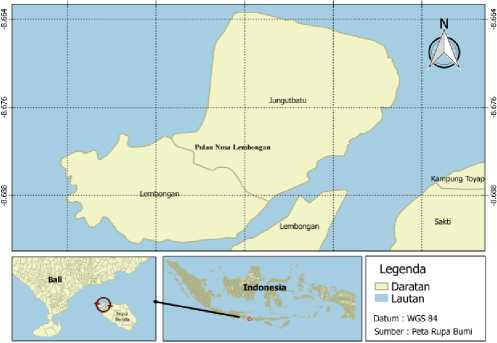 -8.664
-8.664
N
Jungutbatu
-8.676
-8.676
Pulau Nusa Lembongan
Kampung Toyap
-8.688
-8.688
Lembongan
Lembongan
Sakti
Bali
Nusa
Penida
Indonesia
Legenda
Daratan
Lautan
Datum : WGS 84
Sumber : Peta Rupa Bumi